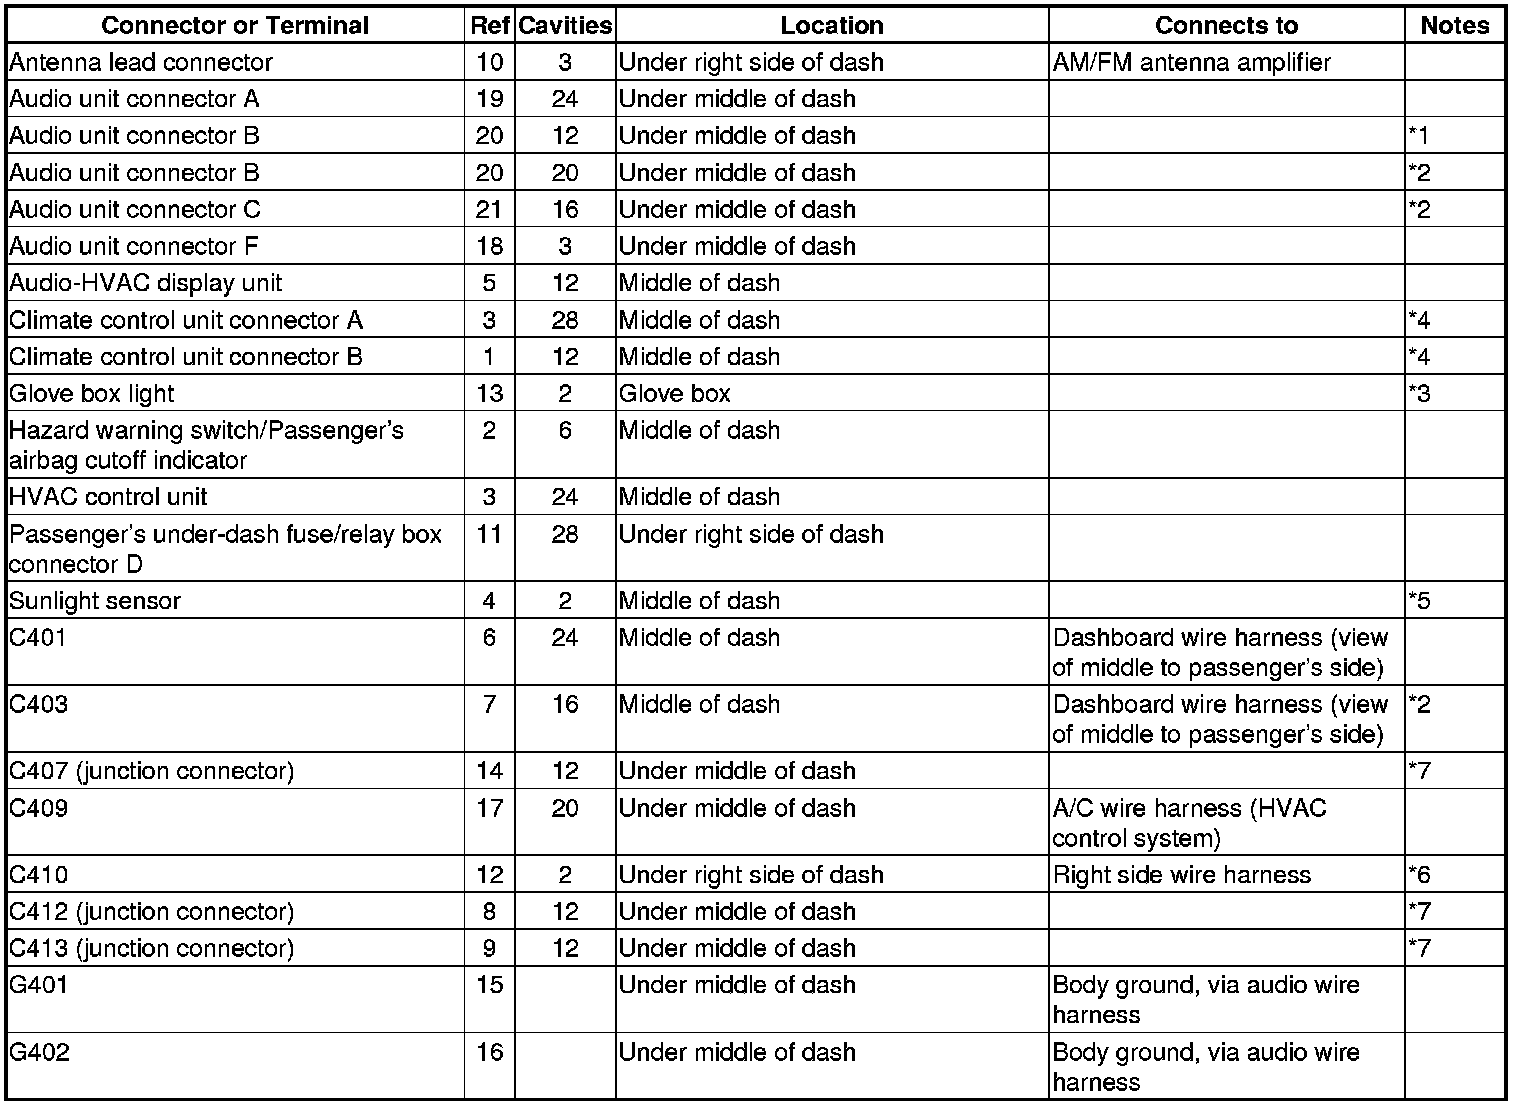 Connector or Terminal Ref Cavities Location Connects to Notes
Antenna lead connector 10 3 Under right side of dash AM/FM antenna amplifier
Audio unit connector A 19 24 Under middle of dash
Audio unit connector B 20 12 Under middle of dash *1
Audio unit connector B 20 20 Under middle of dash *2
Audio unit connector C 21 16 Under middle of dash *2
Audio unit connector F 18 3 Under middle of dash
Audio-HVAC display unit 5 12 Middle of dash
Climate control unit connector A 3 28 Middle of dash *4
Climate control unit connector B 1 12 Middle of dash *4
Glove box light 13 2 Glove box *3
Hazard warning switch/Passenger's 2 6 Middle of dash
airbag cutoff indicator
HVAC control unit 3 24 Middle of dash
Passenger's under-dash fuse/relay box 11 28 Under right side of dash
connector D
Sunlight sensor 4 2 Middle of dash *5
C401 6 24 Middle of dash Dashboard wire harness (view
of middle to passenger's side)
C403 7 16 Middle of dash Dashboard wire harness (view *2
of middle to passenger's side)
C407 (junction connector) 14 12 Under middle of dash *7
C409 17 20 Under middle of dash A/C wire harness (HVAC
control system)
C410 12 2 Under right side of dash Right side wire harness *6
C412 (junction connector) 8 12 Under middle of dash *7
C413 (junction connector) 9 12 Under middle of dash *7
G401 15 Under middle of dash Body ground, via audio wire
harness
G402 16 Under middle of dash Body ground, via audio wire
harness